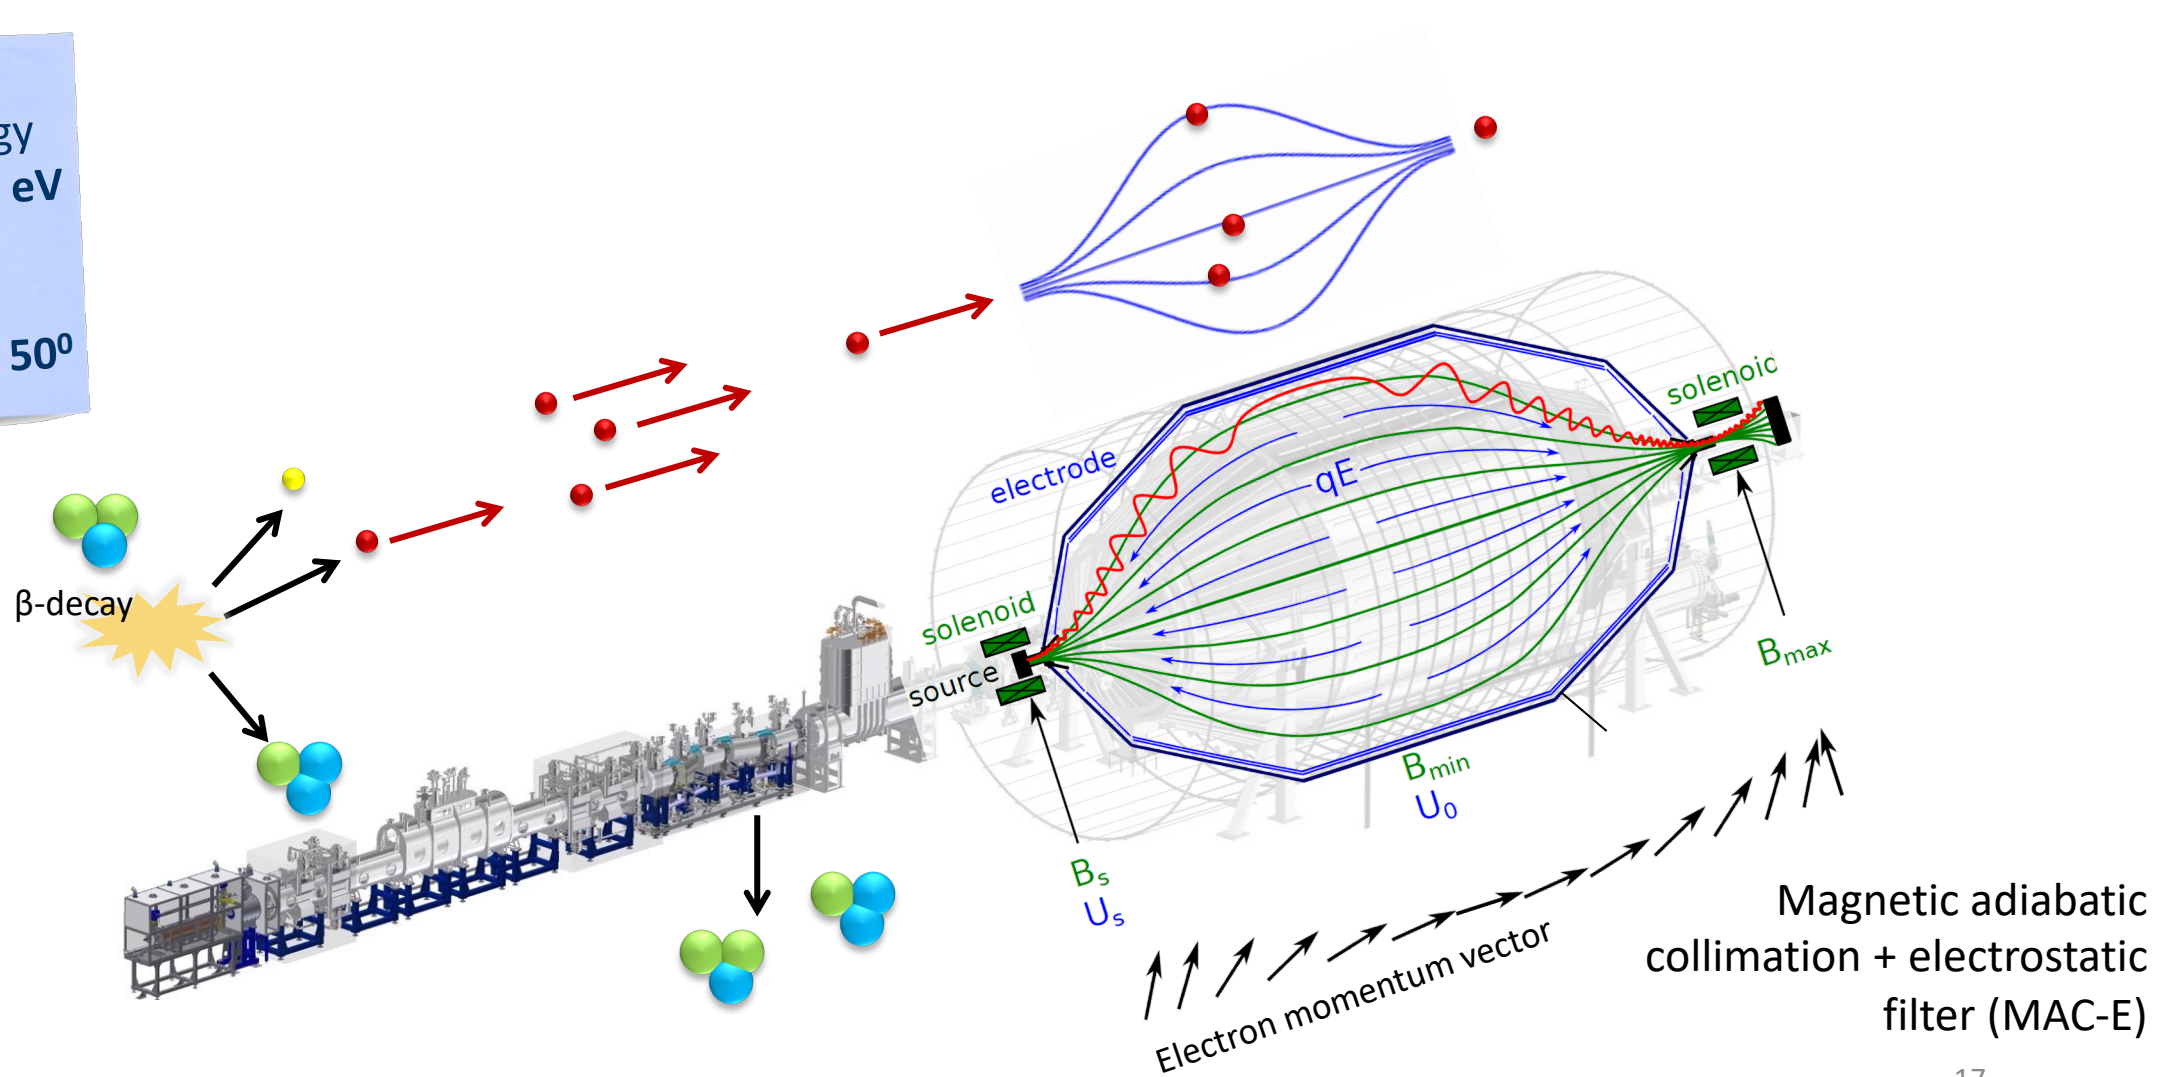 gy
eV
50⁰
β-decay
electrode
qE
solenoid
solenoid
source
Bmax
Bmin
U0
Bs
Us
Electron momentum vector
Magnetic adiabatic
collimation + electrostatic
filter (MAC-E)
17